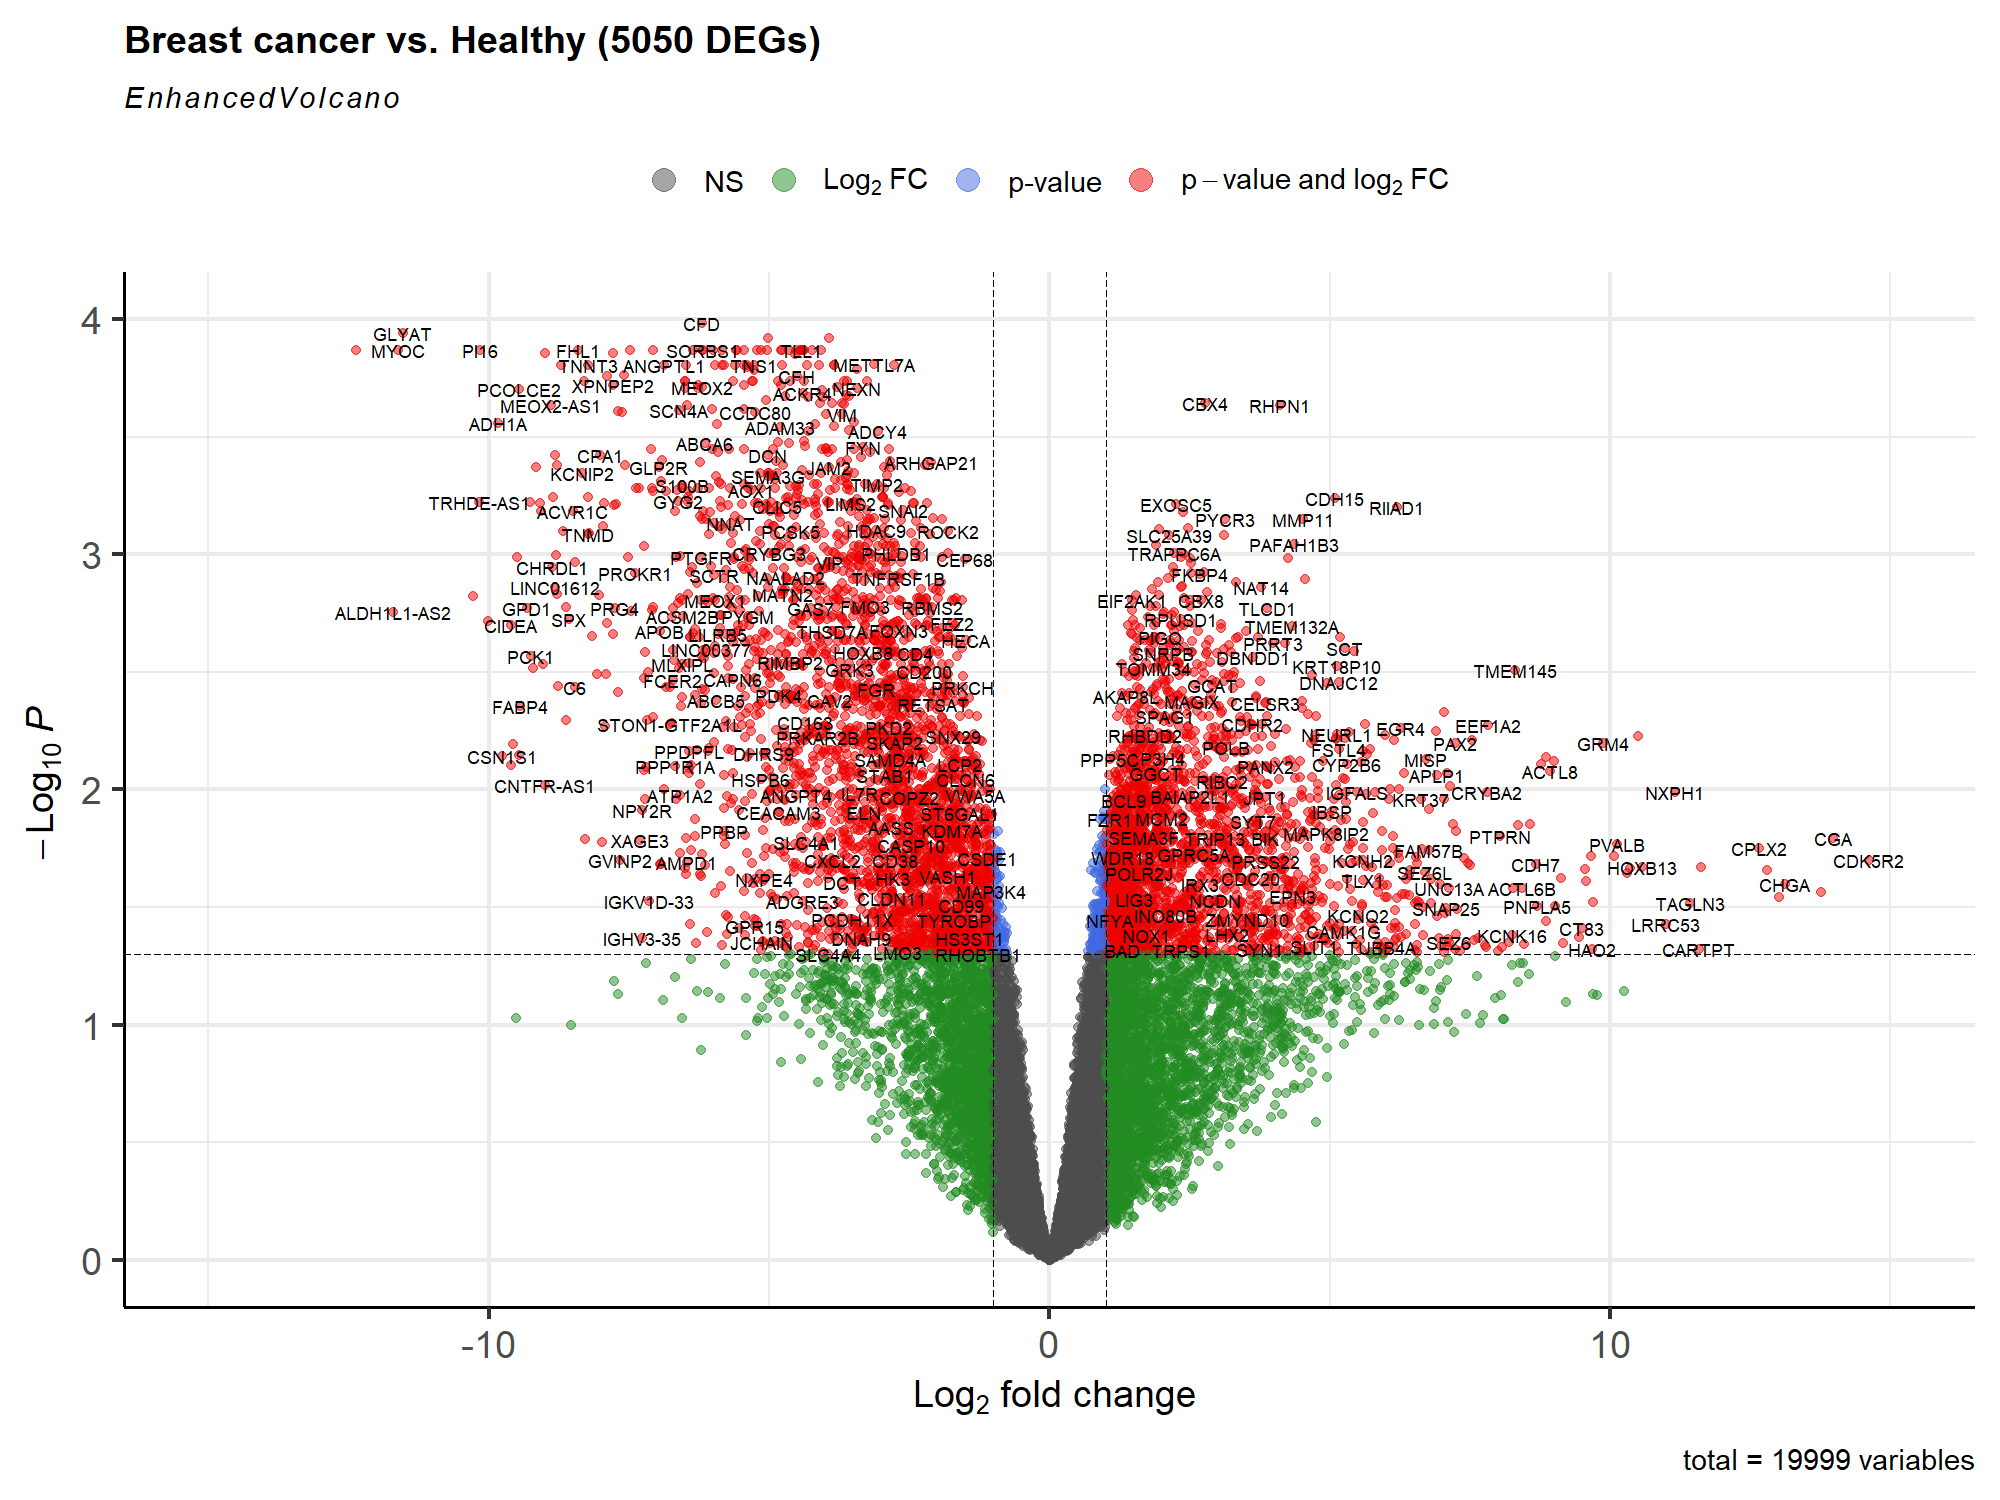 Breast cancer vs. Healthy (5050 DEGs)
EnhancedVolcano
NS Log2 FC p-value p−value and log2 FC
−Log10 P
4
3
2
1
0
CFD
GLYAT
MYOC PI16 FHL1 SORBS1 TLL1
TNNT3 ANGPTL1 TNS1 METTL7A
CFH
PCOLCE2 XPNPEP2 MEOX2 ACKR4 NEXN
MEOX2-AS1 SCN4A CCDC80 VIM CBX4 RHPN1
ADH1A ADAM33 ADCY4
ABCA6 FYN
CPA1 DCN ARHGAP21
KCNIP2 GLP2R SEMA3G JAM2
S100B AOX1 TIMP2
TRHDE-AS1 GYG2 CLIC5 LIMS2 EXOSC5 CDH15 RIIAD1
ACVR1C SNAI2
NNAT PYCR3 MMP11
TNMD PCSK5 HDAC9 ROCK2 SLC25A39
PTGFR CRYBG3 PHLDB1 TRAPPC6A PAFAH1B3
CHRDL1 VIP CEP68
PROKR1 SCTR NAALAD2 TNFRSF1B FKBP4
LINC01612 MATN2 NAT14
MEOX1 EIF2AK1 CBX8
ALDH1L1-AS2 GPD1 PRG4 GAS7 FMO3 RBMS2 TLCD1
CIDEA SPX ACSM2B PYGM FEZ2 RPUSD1 TMEM132A
APOB LILRB5 THSD7A FOXN3 HECA PIGQ PRRT3
PCK1 LINC00377 HOXB8 CD4 SNRPB DBNDD1 SCT
MLXIPL RIMBP2 GRK3 CD200 TOMM34 KRT18P10 TMEM145
C6 FCER2 CAPN6 FGR PRKCH GCAT DNAJC12
FABP4 ABCB5 PDK4 CAV2 RETSAT AKAP8L MAGIX CELSR3
STON1-GTF2A1L CD163 PKD2 SPAG1 CDHR2 EGR4 EEF1A2
PRKAR2B SKAP2 SNX29 RHBDD2 NEURL1 PAX2 GRM4
CSN1S1 PPDPFL DHRS9 SAMD4A PPP5C P3H4 POLB FSTL4 MISP
PPP1R1A STAB1 LCP2 GGCT PANX2 CYP2B6 APLP1 ACTL8
CNTFR-AS1 HSPB6 CLCN6 RIBC2
ATP1A2 ANGPT4 IL7R COPZ2 VWA5A BCL9 BAIAP2L1 JPT1 IGFALS KRT37 CRYBA2 NXPH1
NPY2R CEACAM3 ELN ST6GAL1 FZR1 MCM2 SYT7 IBSP
PPBP AASS KDM7A SEMA3F TRIP13 BIK MAPK8IP2 PTPRN CGA
XAGE3 SLC4A1 CASP10 PVALB
GVINP2 AMPD1 CXCL2 CD38 CSDE1 WDR18 GPRC5A PRSS22 KCNH2 FAM57B CPLX2 CDK5R2
NXPE4 DCT HK3 VASH1 POLR2J CDC20 SEZ6L CDH7 HOXB13
MAP3K4 IRX3 TLX1 UNC13A ACTL6B CHGA
IGKV1D-33 ADGRE3 CLDN11 CD99 LIG3 NCDN EPN3 SNAP25 PNPLA5 TAGLN3
GPR15 PCDH11X TYROBP NFYA INO80B ZMYND10 KCNQ2
IGHV3-35 JCHAIN DNAH9 HS3ST1 NOX1 LHX2 CAMK1G KCNK16 CT83 LRRC53
SLC4A4 LMO3 RHOBTB1 BAD TRPS1 SYN1 SLIT1 TUBB4A SEZ6 HAO2 CARTPT
-10 0 10
Log2 fold change
total = 19999 variables